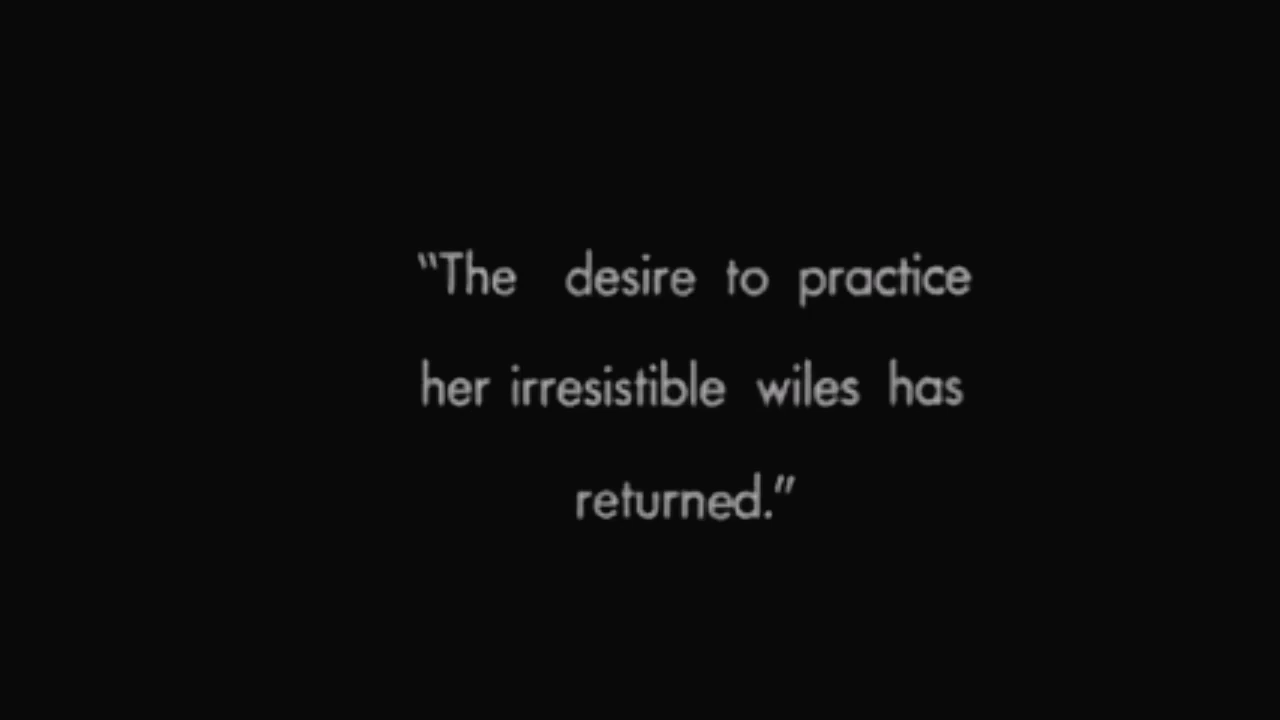 “The desire to practice
her irresistible wiles has
returned.”